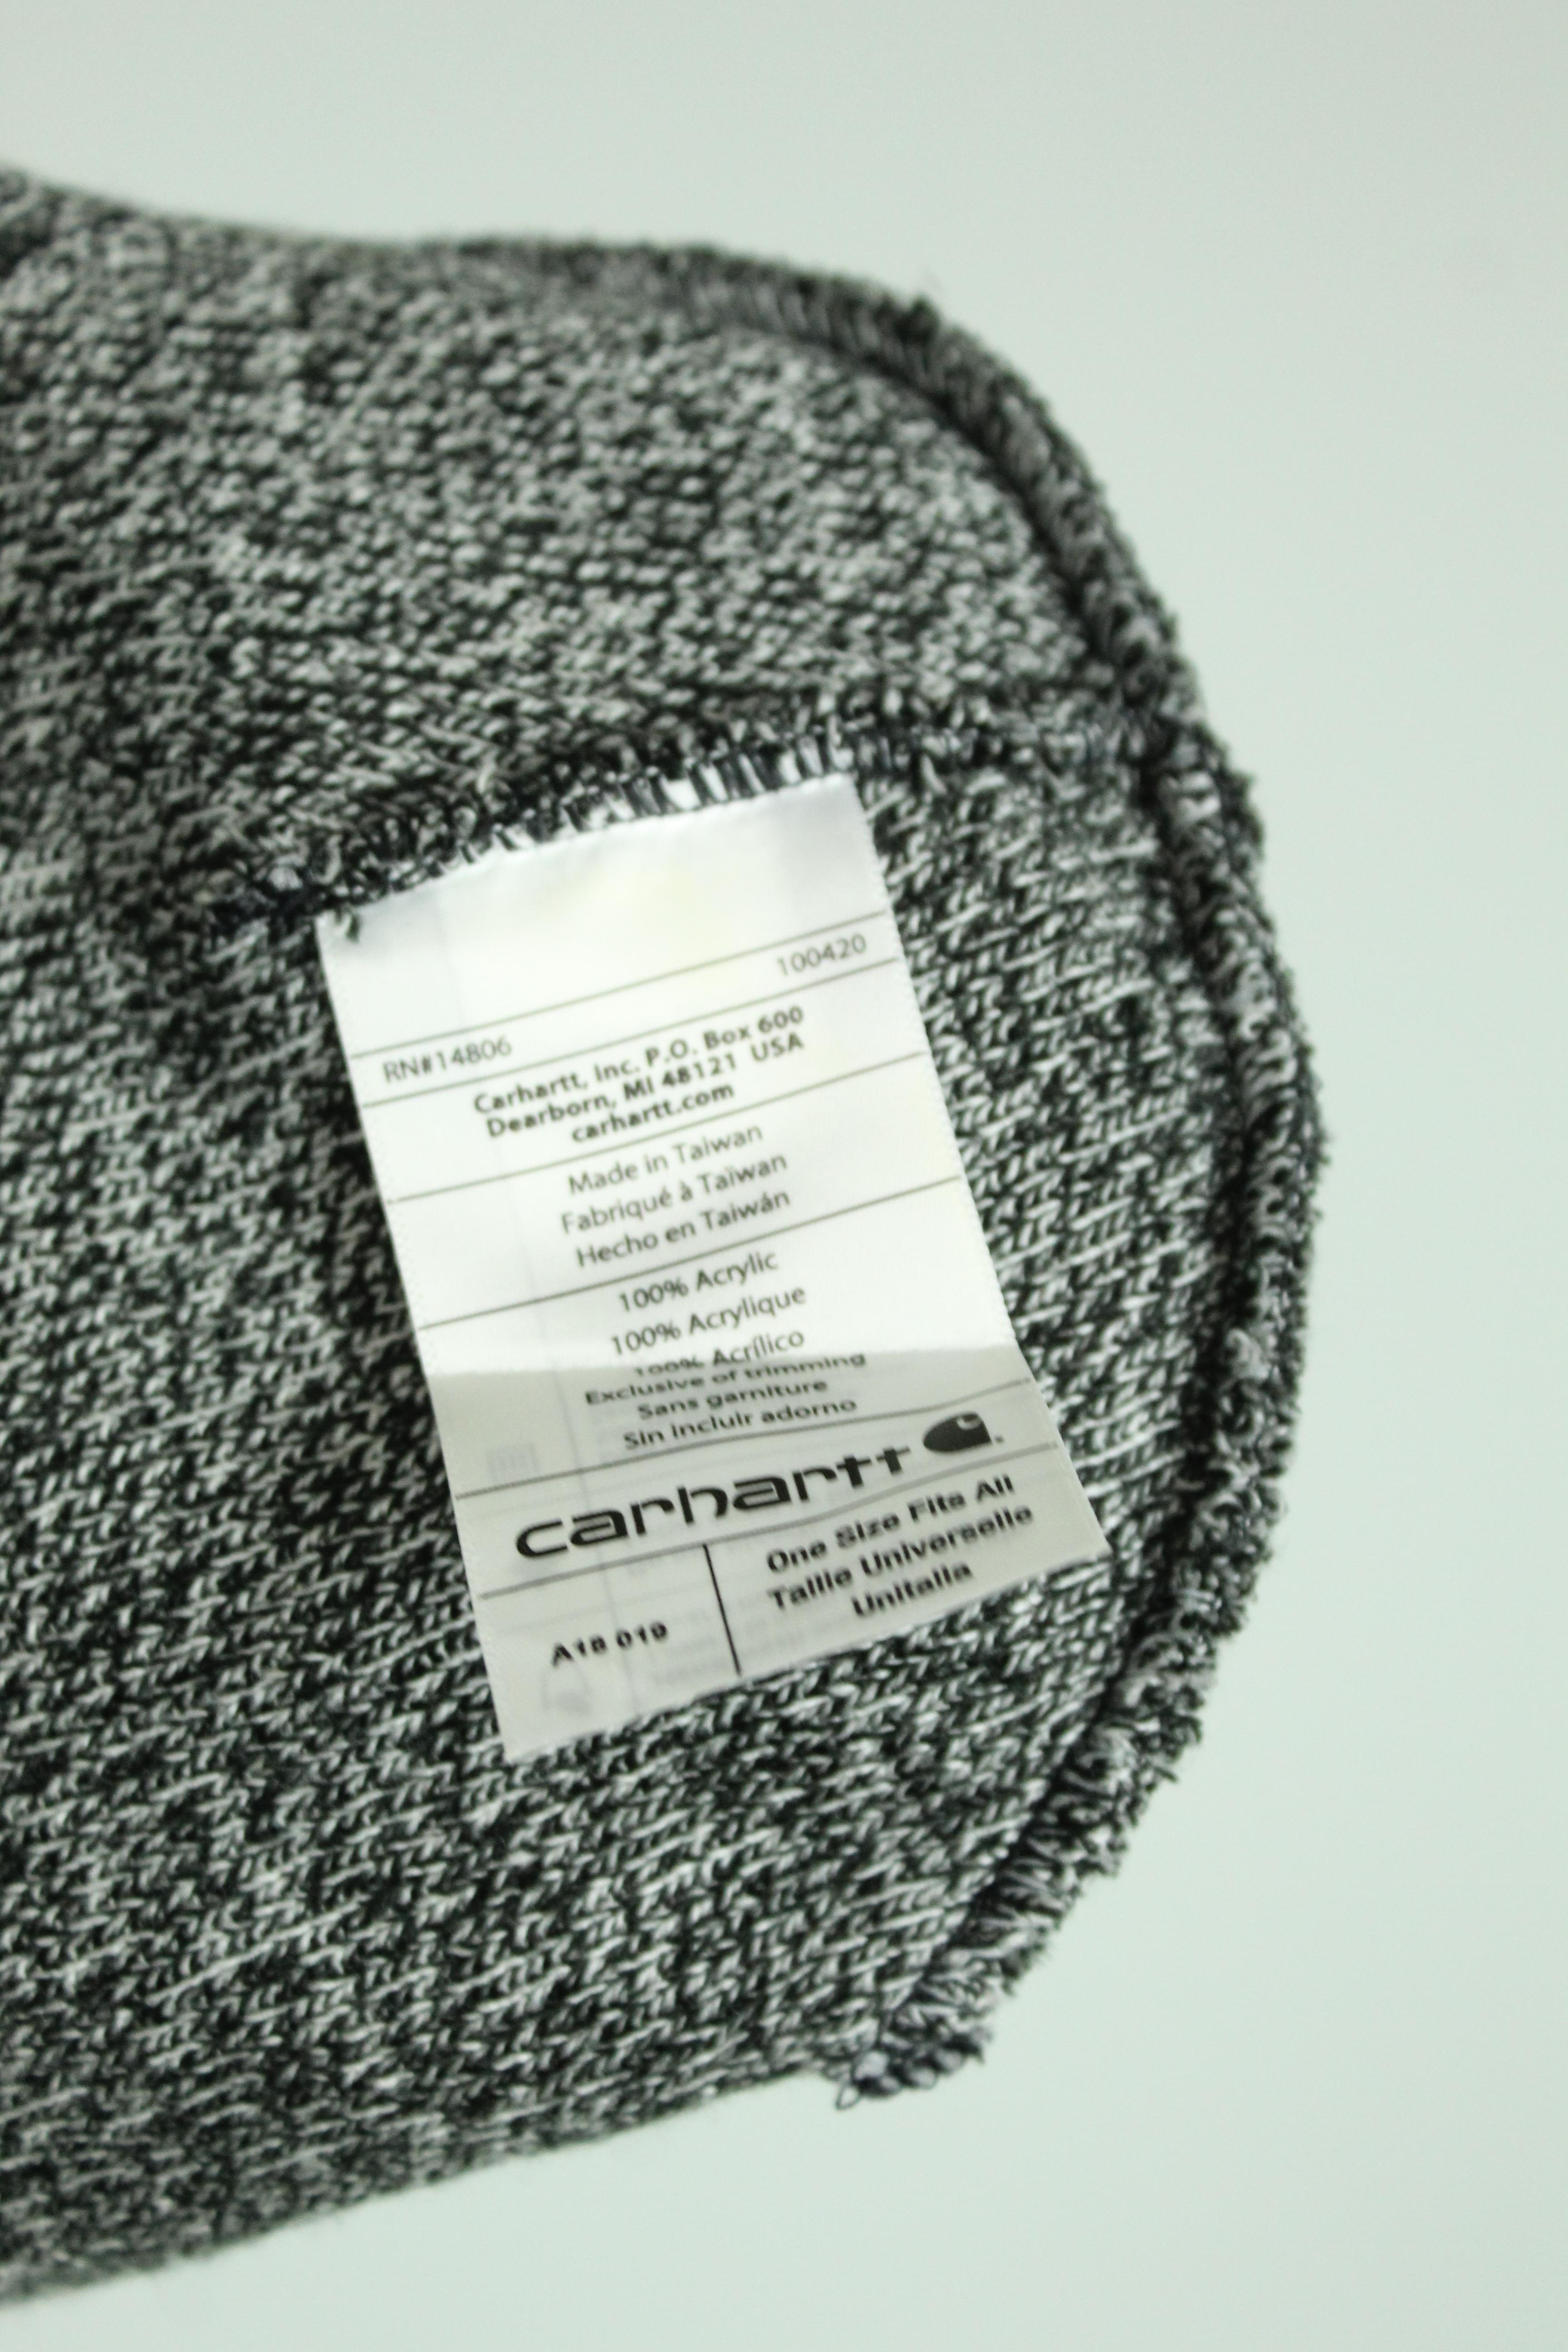 RN#14806 100420
Carhartt, Inc. P.O. Box 600
Dearborn, MI 48121 USA
carhartt.com
Made in Taiwan
Fabriqué à Taïwan
Hecho en Taiwán
100% Acrylic
100% Acrylique
100% Acrílico
Exclusive of trimming
Sans garniture
Sin incluir adorno
carhartt
A18 019
One Size Fits All
Taille Universelle
Unitalla